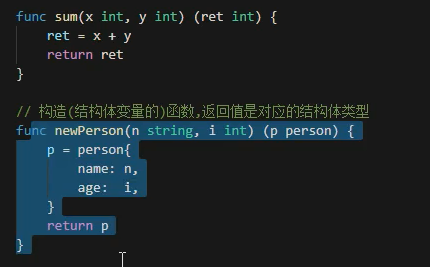 func sum(x int, y int) (ret int) {
    ret = x + y
    return ret
}

// 构造(结构体变量的)函数,返回值是对应的结构体类型
func newPerson(n string, i int) (p person) {
    p = person{
        name: n,
        age:  i,
    }
    return p
}